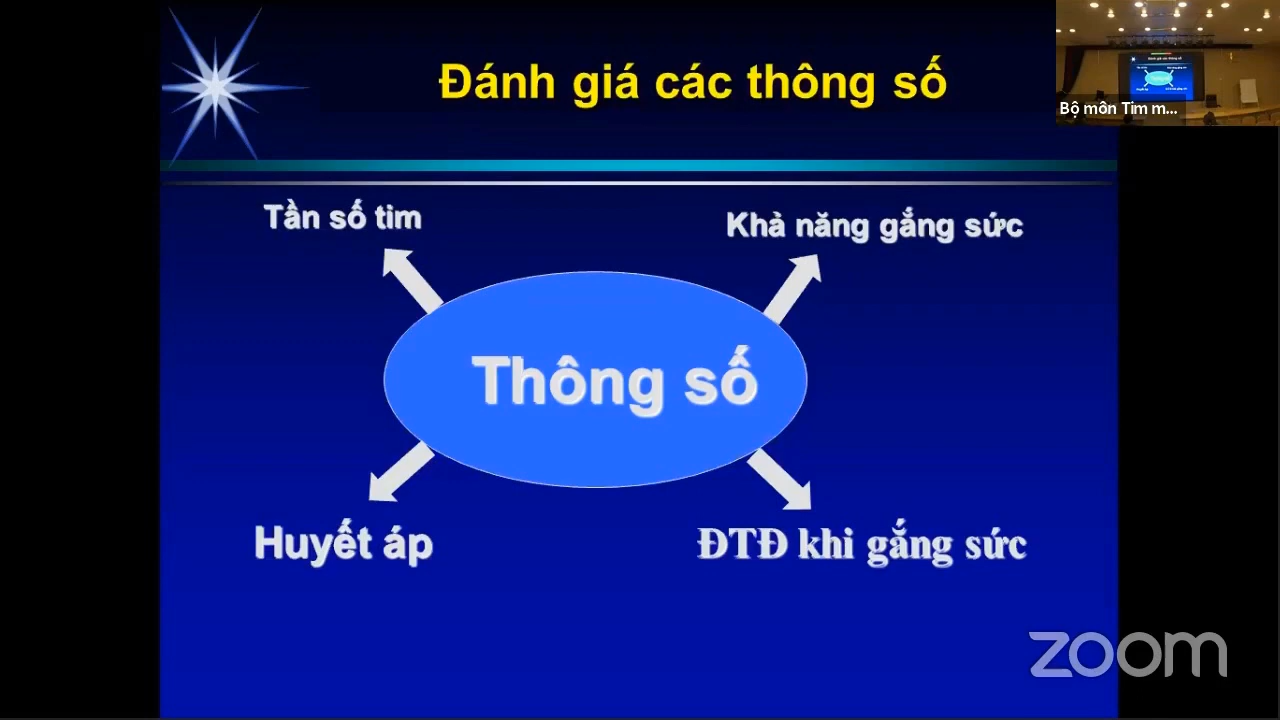 Đánh giá các thông số
Bộ môn Tim m...
Tần số tim
Khả năng gắng sức
Thông số
Huyết áp
ĐTĐ khi gắng sức
zoom